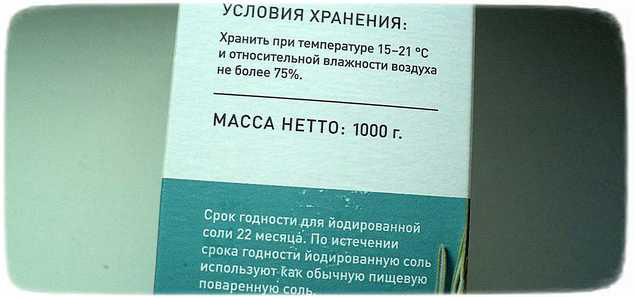 УСЛОВИЯ ХРАНЕНИЯ:
Хранить при температуре 15–21 °C
и относительной влажности воздуха
не более 75%.
МАССА НЕТТО: 1000 г.
Срок годности для йодированной
соли 22 месяца. По истечении
срока годности йодированную соль
используют как обычную пищевую
поваренную соль.